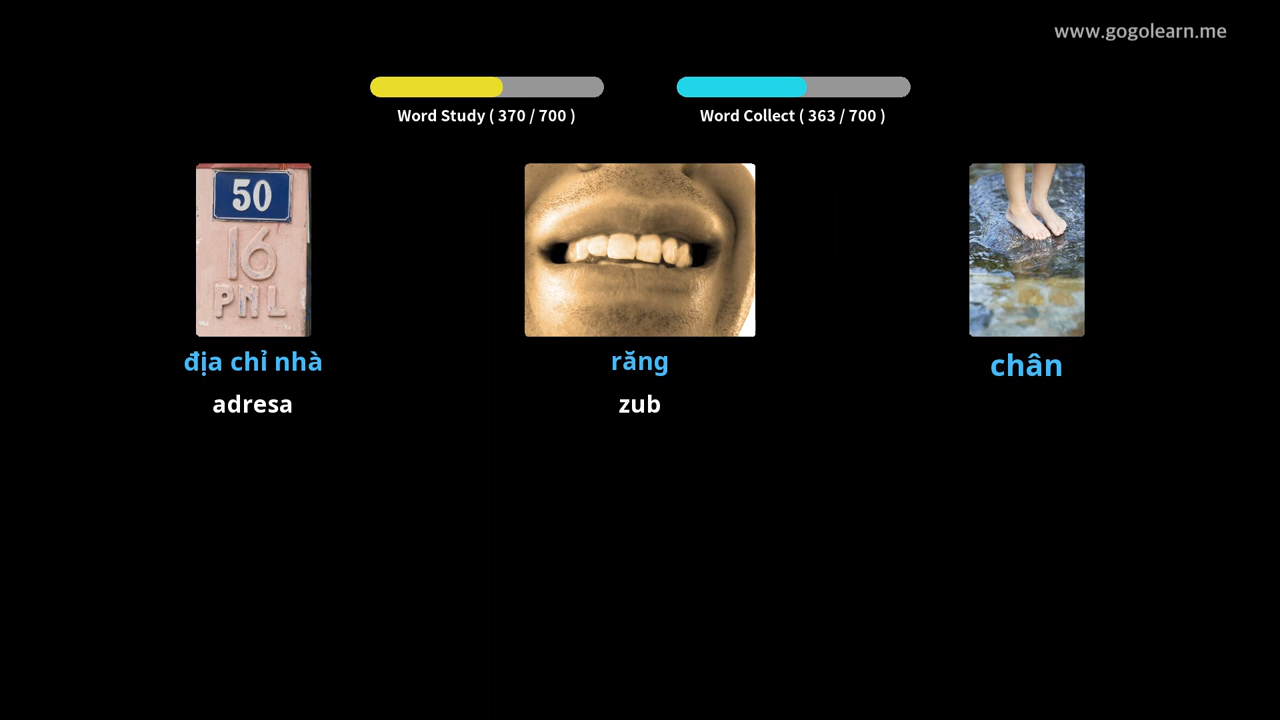 www.gogolearn.me
Word Study ( 370 / 700 )
Word Collect ( 363 / 700 )
50
16
PNL
địa chỉ nhà
adresa
răng
zub
chân